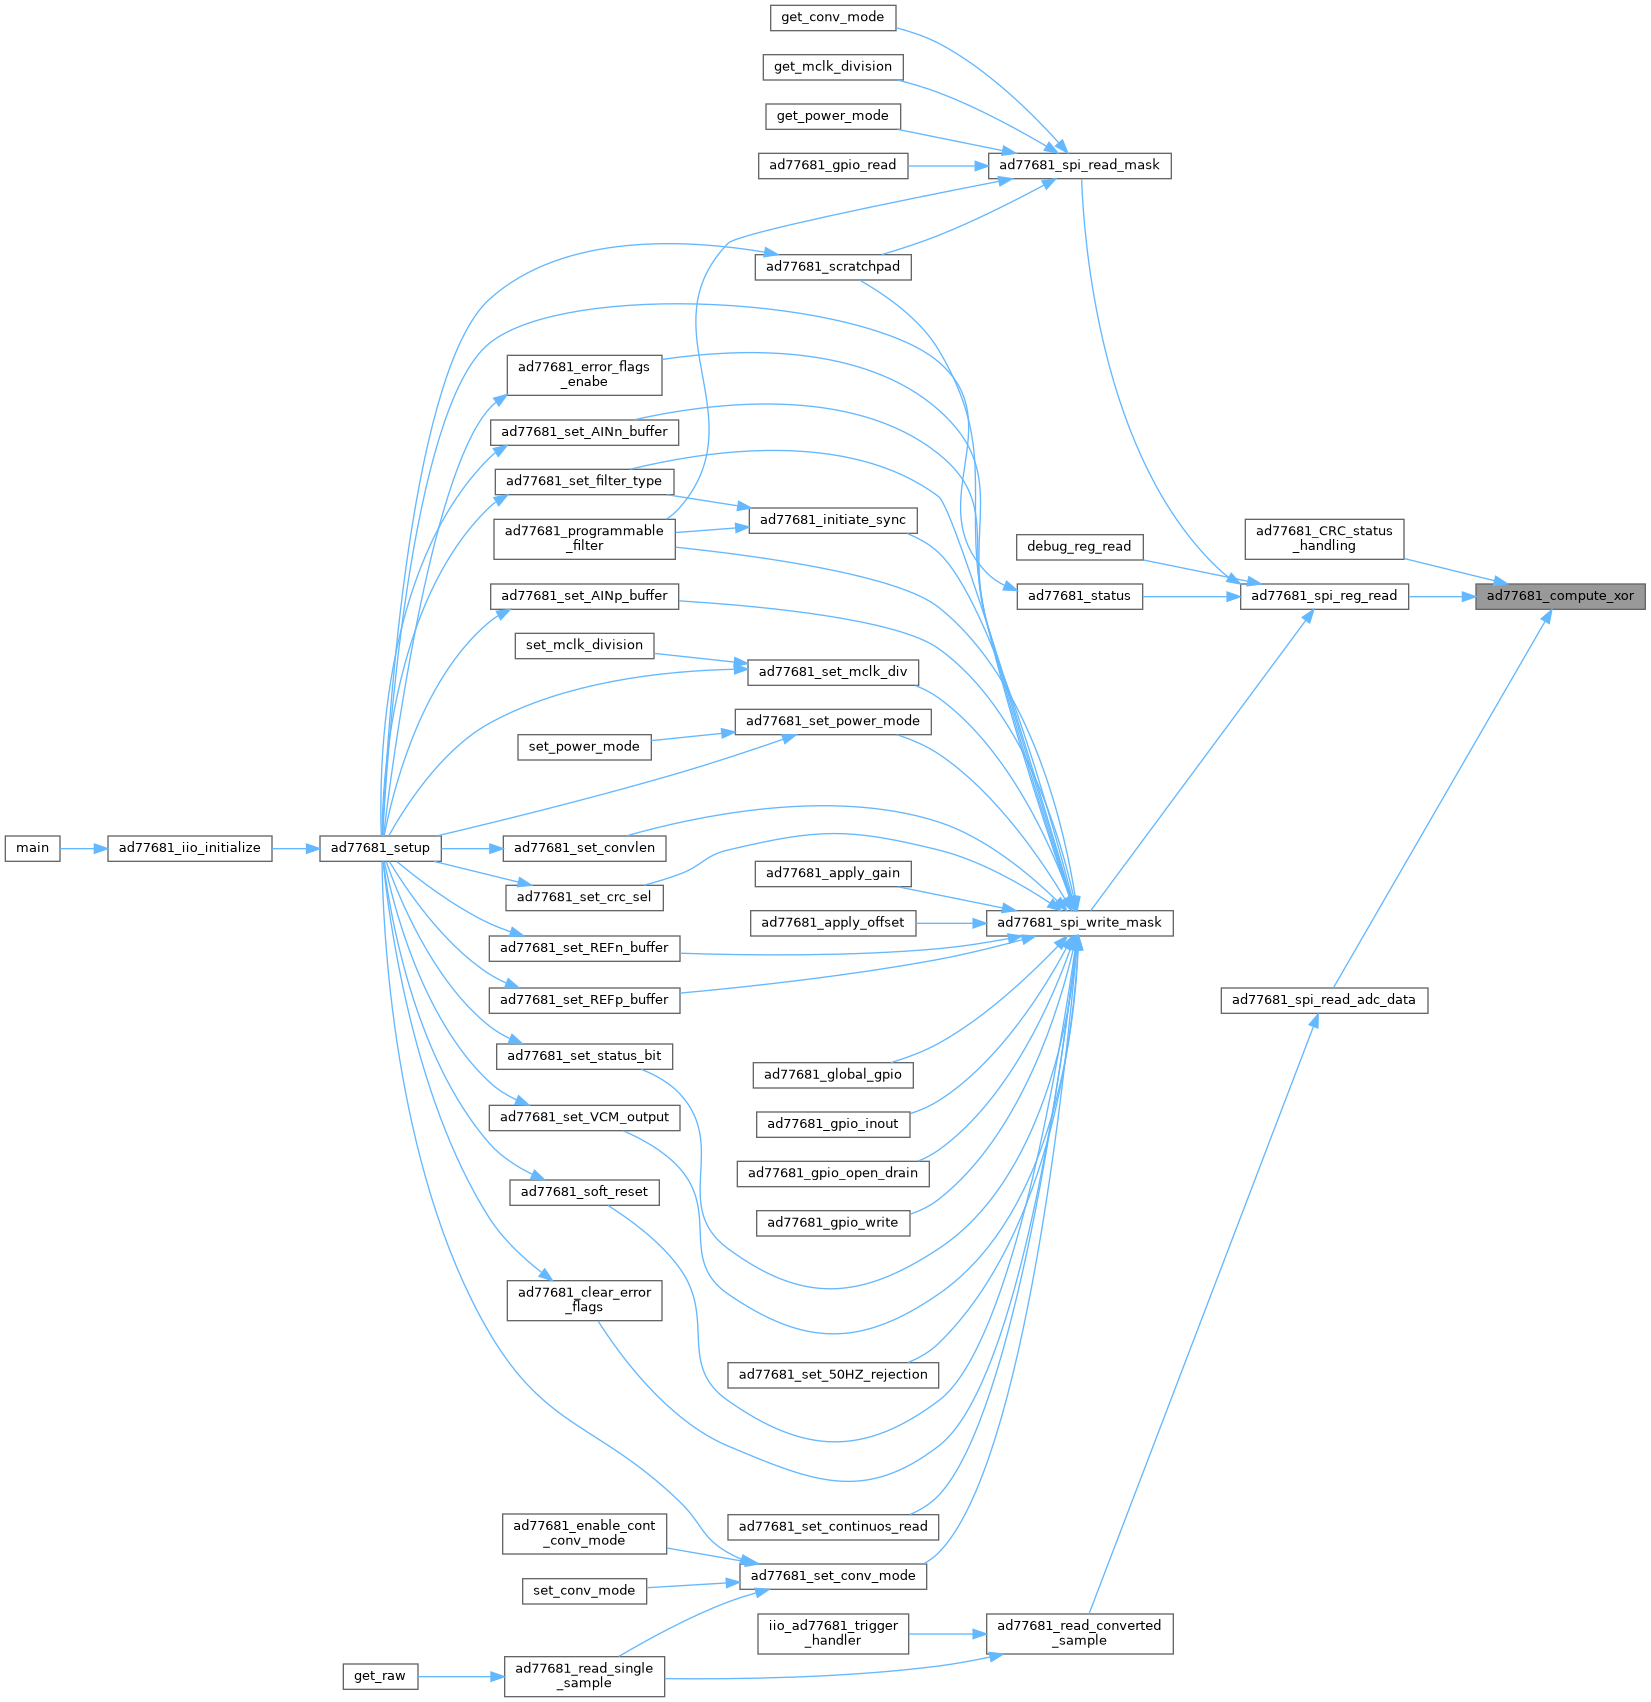 get_conv_mode
get_mclk_division
get_power_mode
ad77681_gpio_read
ad77681_spi_read_mask
ad77681_scratchpad
ad77681_error_flags
_enabe
ad77681_set_AINn_buffer
ad77681_set_filter_type
ad77681_programmable
_filter
ad77681_initiate_sync
debug_reg_read
ad77681_CRC_status
_handling
ad77681_set_AINp_buffer
ad77681_status
ad77681_spi_reg_read
ad77681_compute_xor
set_mclk_division
ad77681_set_mclk_div
ad77681_set_power_mode
set_power_mode
main
ad77681_iio_initialize
ad77681_setup
ad77681_set_convlen
ad77681_apply_gain
ad77681_set_crc_sel
ad77681_apply_offset
ad77681_spi_write_mask
ad77681_set_REFn_buffer
ad77681_set_REFp_buffer
ad77681_spi_read_adc_data
ad77681_set_status_bit
ad77681_global_gpio
ad77681_set_VCM_output
ad77681_gpio_inout
ad77681_gpio_open_drain
ad77681_soft_reset
ad77681_gpio_write
ad77681_clear_error
_flags
ad77681_set_50HZ_rejection
ad77681_set_continuos_read
ad77681_enable_cont
_conv_mode
ad77681_set_conv_mode
set_conv_mode
iio_ad77681_trigger
_handler
ad77681_read_converted
_sample
get_raw
ad77681_read_single
_sample